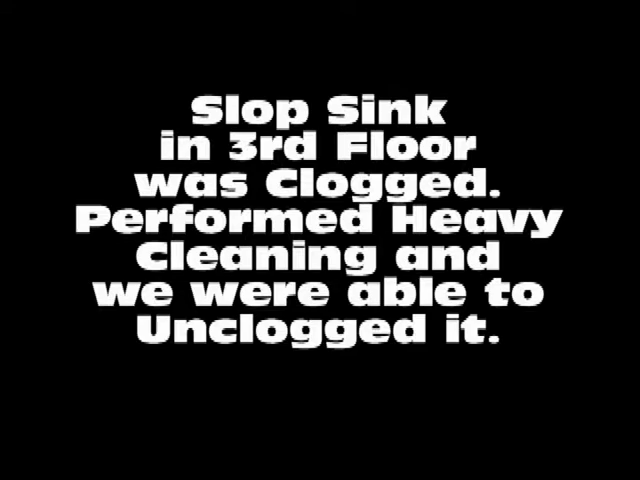 Slop Sink
in 3rd Floor
was Clogged.
Performed Heavy
Cleaning and
we were able to
Unclogged it.